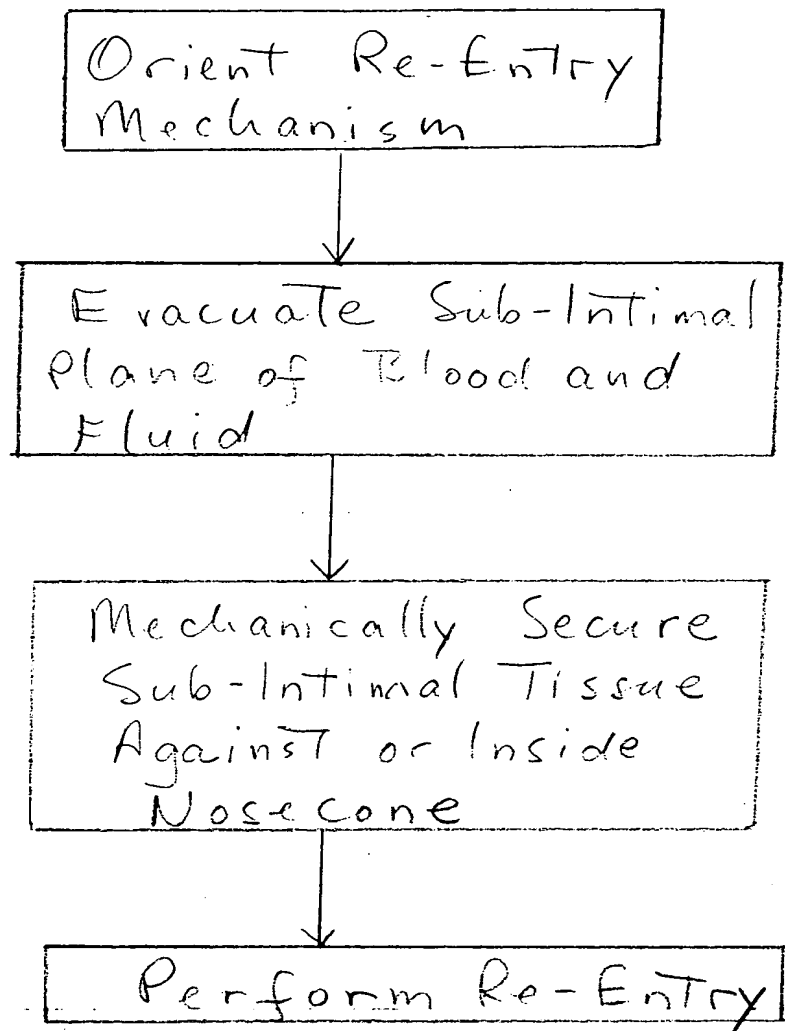 Orient Re-Entry
Mechanism
Evacuate Sub-Intimal
Plane of Blood and
Fluid
Mechanically Secure
Sub-Intimal Tissue
Against or Inside
Nosecone
Perform Re-Entry